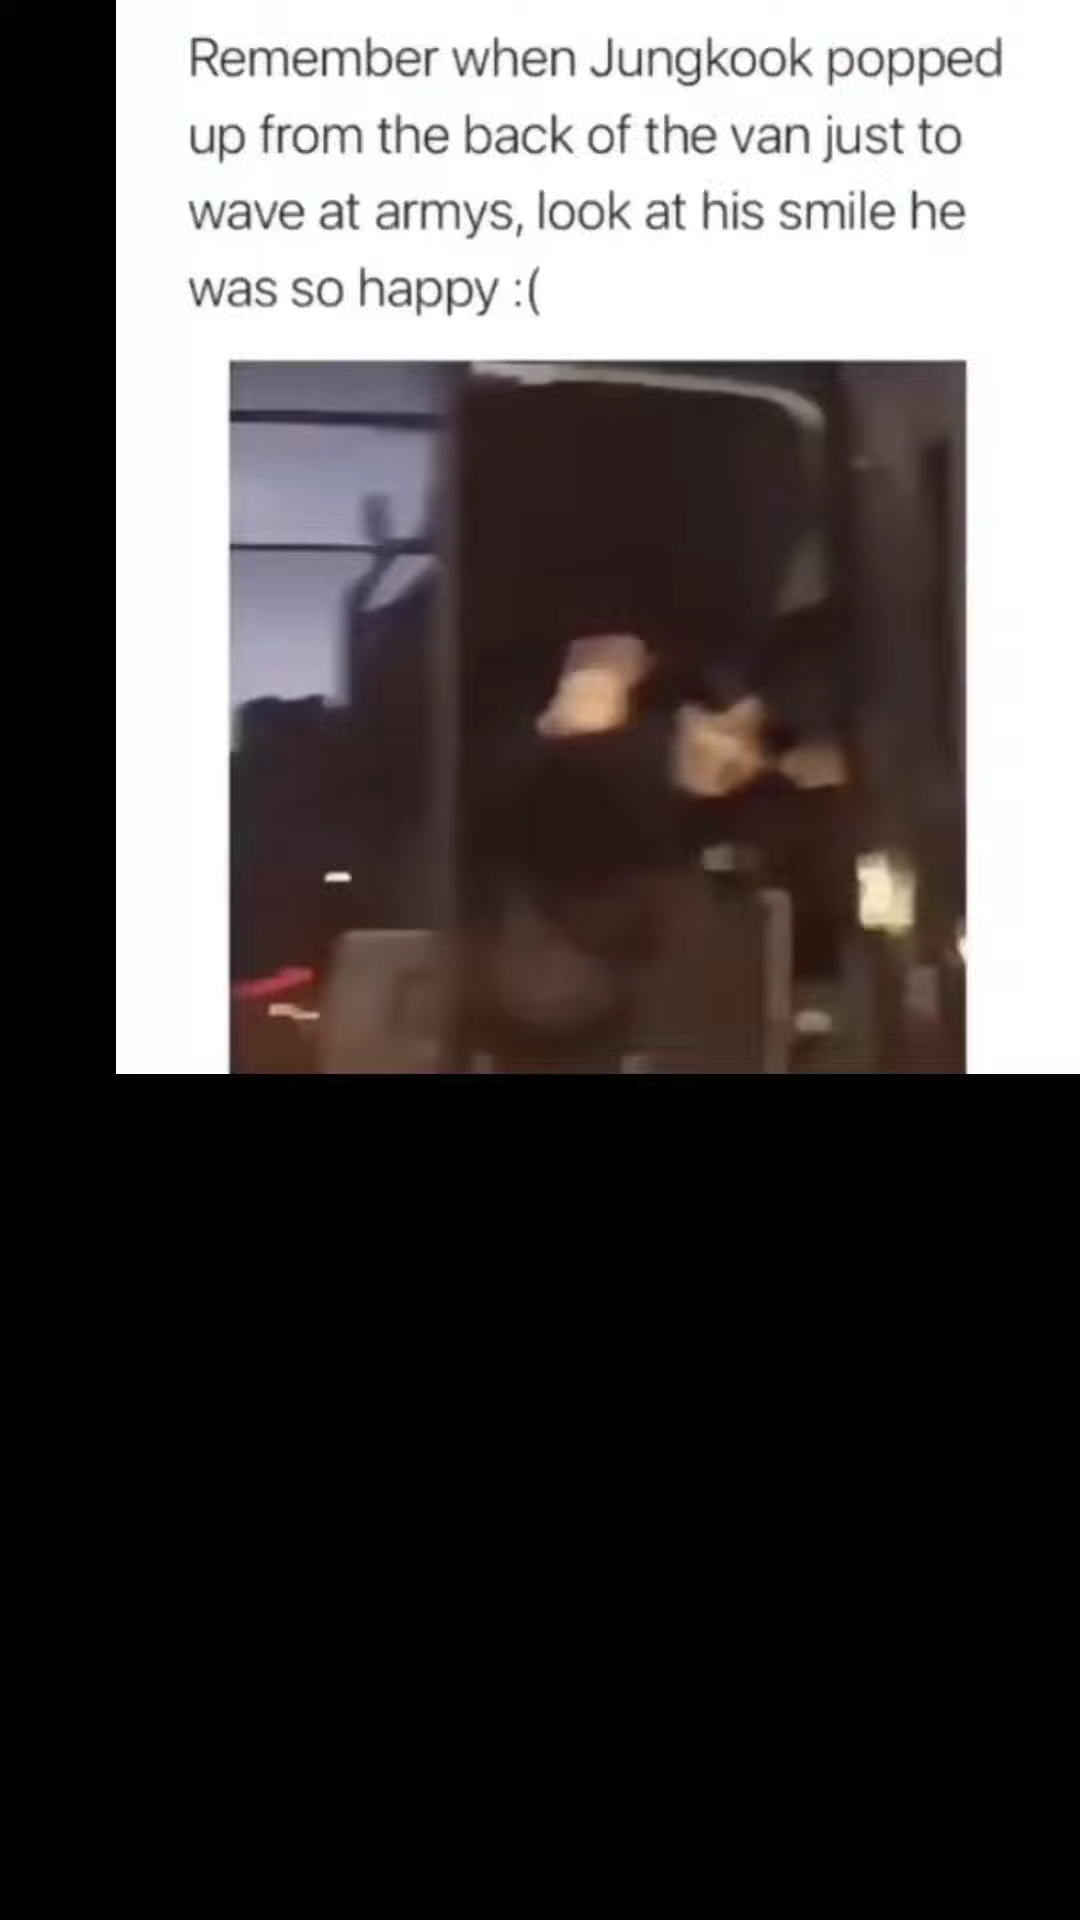 Remember when Jungkook popped
up from the back of the van just to
wave at armys, look at his smile he
was so happy :(